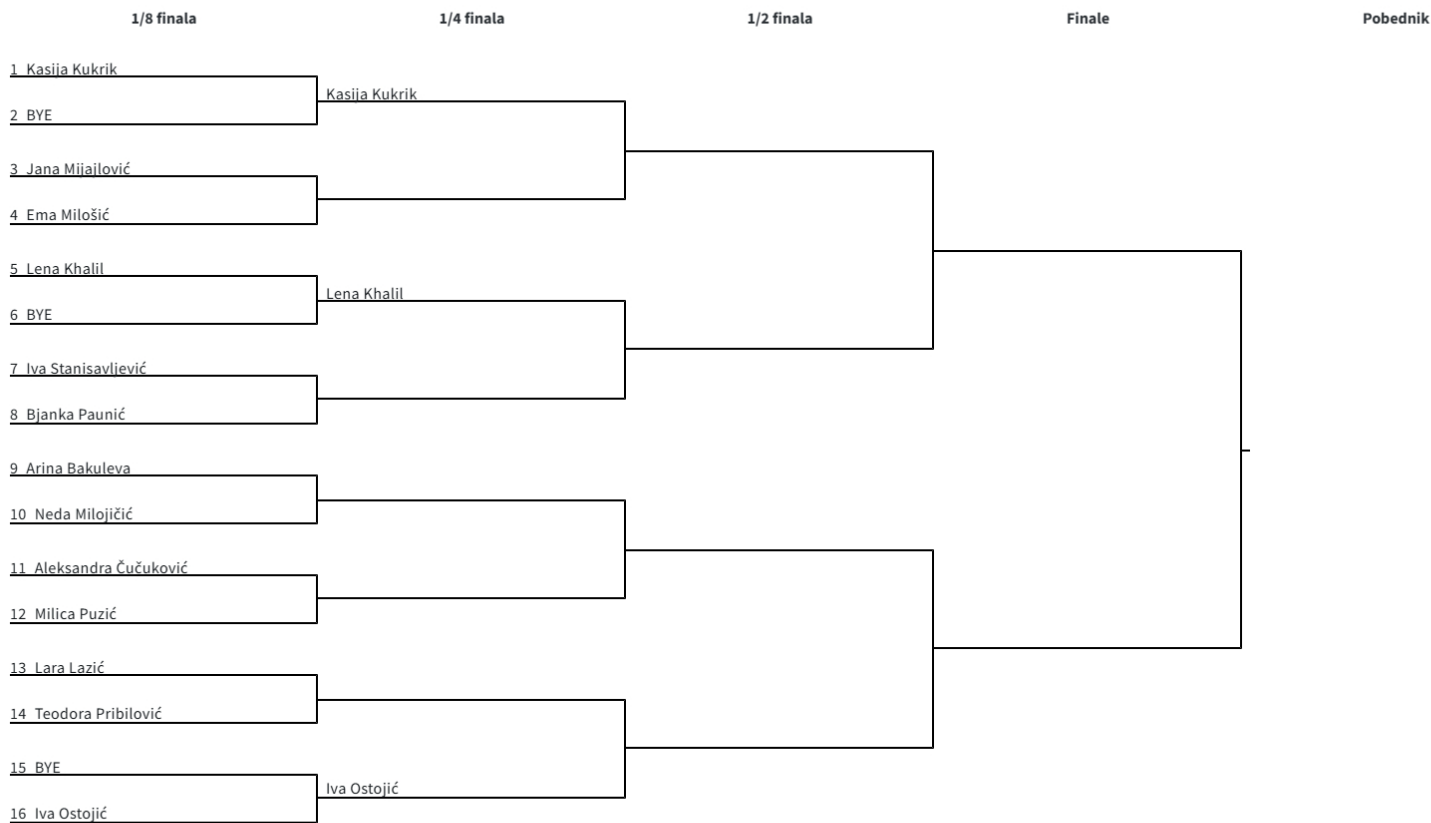 1/8 finala 1/4 finala 1/2 finala Finale Pobednik
1 Kasija Kukrik
Kasija Kukrik
2 BYE
3 Jana Mijajlović
4 Ema Milošić
5 Lena Khalil
Lena Khalil
6 BYE
7 Iva Stanisavljević
8 Bjanka Paunić
9 Arina Bakuleva
10 Neda Milojičić
11 Aleksandra Čučuković
12 Milica Puzić
13 Lara Lazić
14 Teodora Pribilović
15 BYE
Iva Ostojić
16 Iva Ostojić